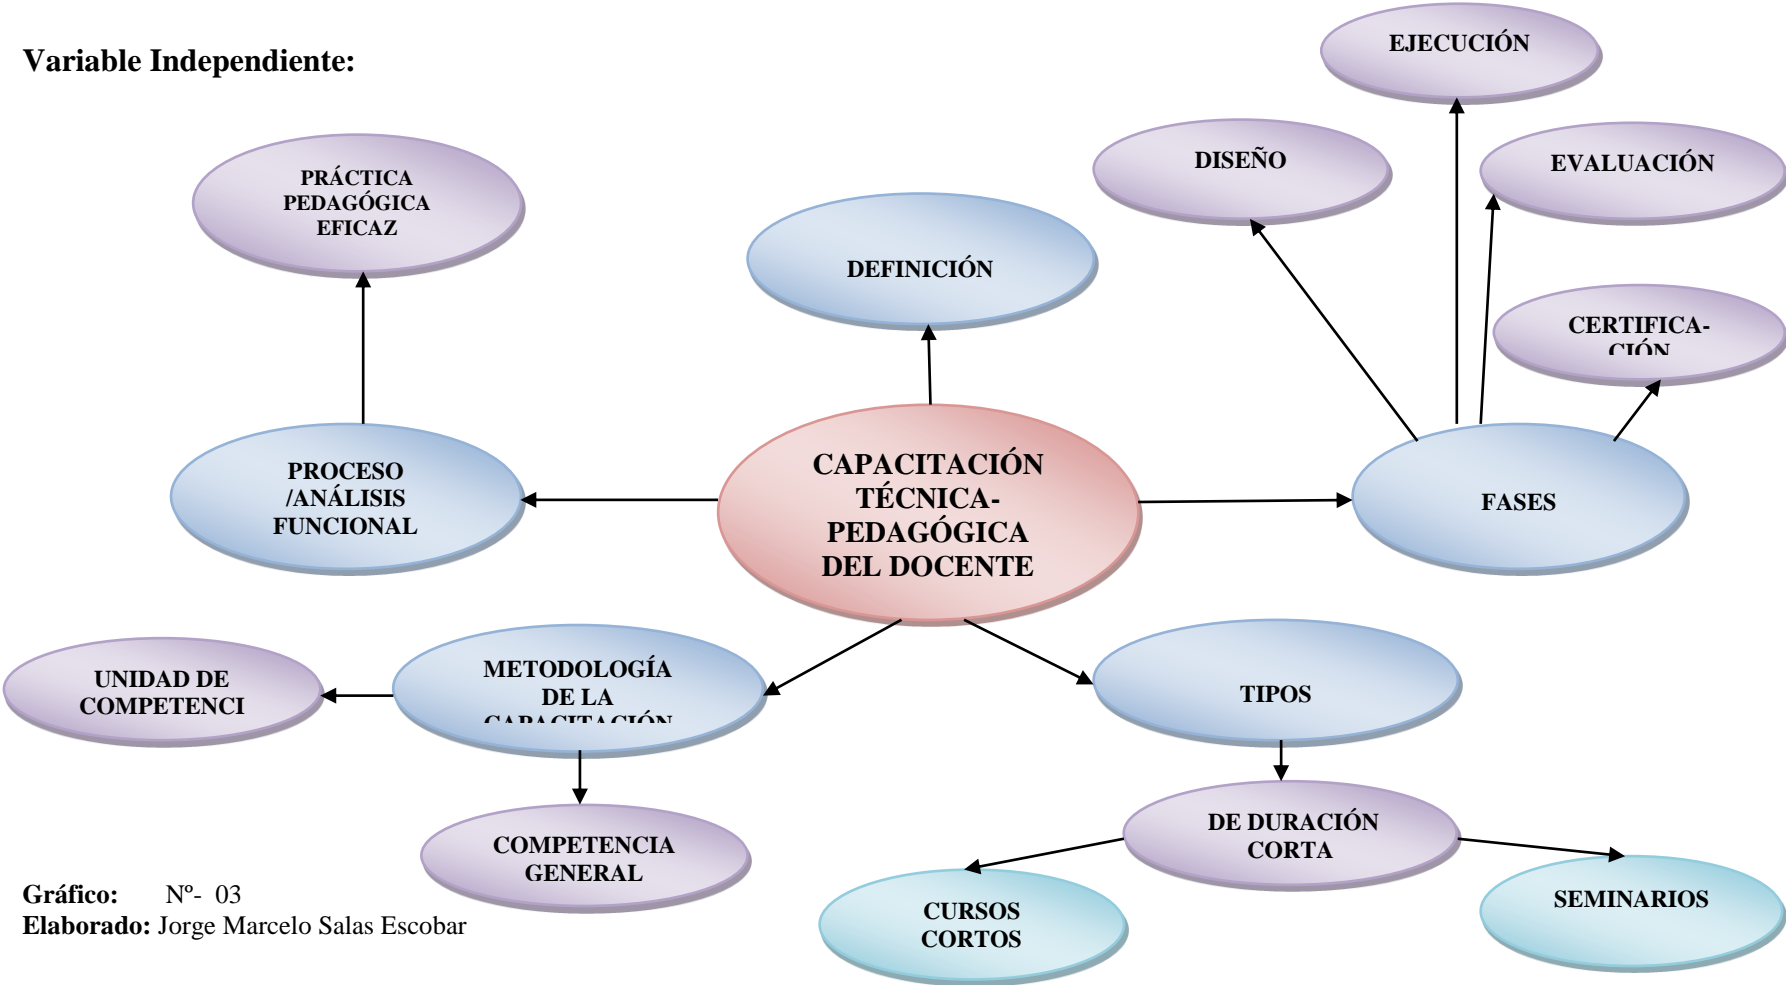 Variable Independiente:
EJECUCIÓN
DISEÑO
EVALUACIÓN
PRÁCTICA
PEDAGÓGICA
EFICAZ
DEFINICIÓN
CERTIFICA-
CIÓN
CAPACITACIÓN
TÉCNICA-
PEDAGÓGICA
DEL DOCENTE
PROCESO
/ANÁLISIS
FUNCIONAL
FASES
UNIDAD DE
COMPETENCI
METODOLOGÍA
DE LA
CAPACITACIÓN
TIPOS
COMPETENCIA
GENERAL
DE DURACIÓN
CORTA
CURSOS
CORTOS
SEMINARIOS
Gráfico: Nº- 03
Elaborado: Jorge Marcelo Salas Escobar